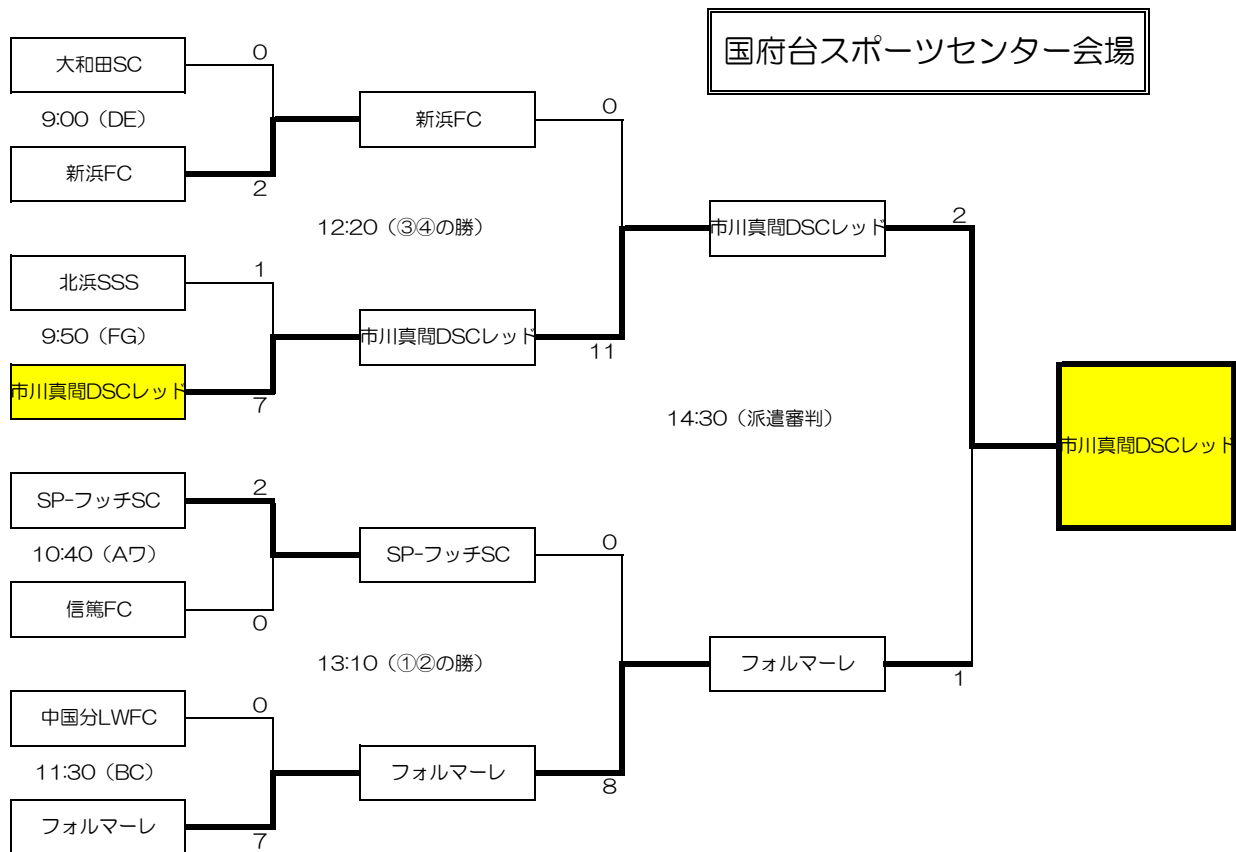 国府台スポーツセンター会場
大和田SC
0
9:00（DE）
新浜FC
2
新浜FC
0
12:20（③④の勝）
北浜SSS
1
9:50（FG）
市川真間DSCレッド
7
市川真間DSCレッド
11
市川真間DSCレッド
2
14:30（派遣審判）
市川真間DSCレッド
SP-フッチSC
2
10:40（Aワ）
信篤FC
0
SP-フッチSC
0
13:10（①②の勝）
中国分LWFC
0
11:30（BC）
フォルマーレ
7
フォルマーレ
8
フォルマーレ
1